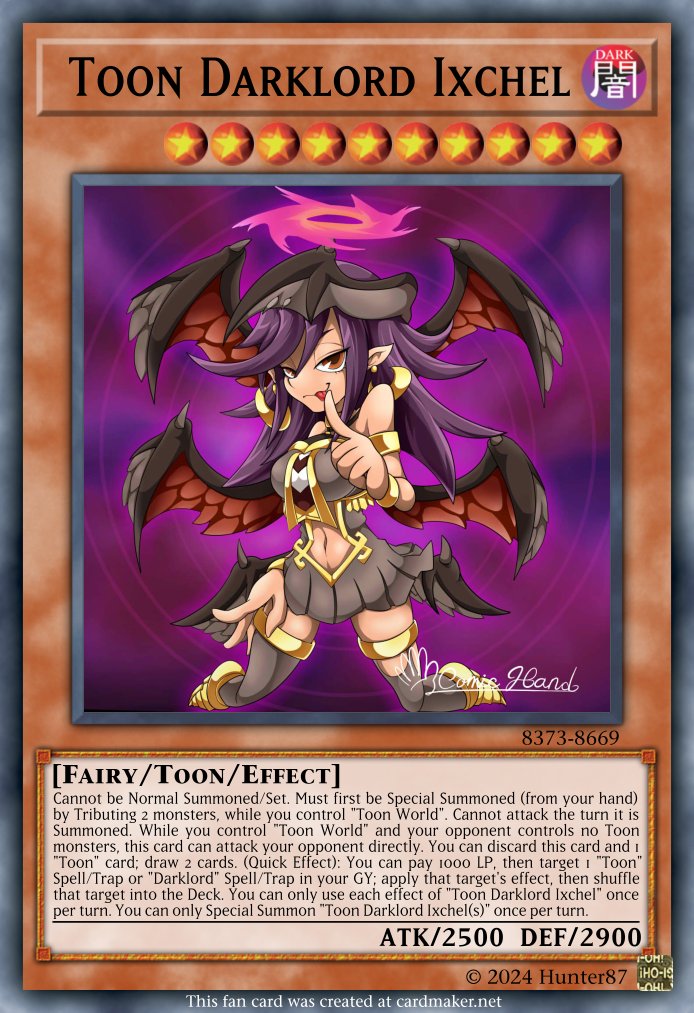 Toon Darklord Ixchel
DARK
闇
Comic Hand
8373-8669
[Fairy/Toon/Effect]
Cannot be Normal Summoned/Set. Must first be Special Summoned (from your hand)
by Tributing 2 monsters, while you control "Toon World". Cannot attack the turn it is
Summoned. While you control "Toon World" and your opponent controls no Toon
monsters, this card can attack your opponent directly. You can discard this card and 1
"Toon" card; draw 2 cards. (Quick Effect): You can pay 1000 LP, then target 1 "Toon"
Spell/Trap or "Darklord" Spell/Trap in your GY; apply that target's effect, then shuffle
that target into the Deck. You can only use each effect of "Toon Darklord Ixchel" once
per turn. You can only Special Summon "Toon Darklord Ixchel(s)" once per turn.
ATK/2500 DEF/2900
© 2024 Hunter87
This fan card was created at cardmaker.net